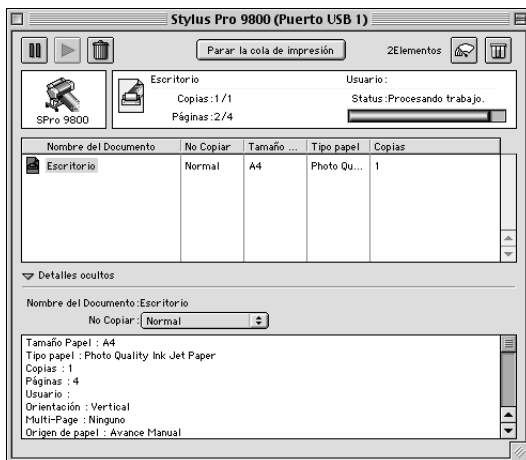 Stylus Pro 9800 (Puerto USB 1)
Parar la cola de impresión
2Elementos
SPro 9800
Escritorio
Usuario:
Copias:1/1
Status:Procesando trabajo.
Páginas:2/4
Nombre del Documento No Copiar Tamaño ... Tipo papel Copias
Escritorio Normal A4 Photo Qu... 1
Detalles ocultos
Nombre del Documento:Escritorio
No Copiar: Normal
Tamaño Papel : A4
Tipo papel : Photo Quality Ink Jet Paper
Copias : 1
Páginas : 4
Usuario :
Orientación : Vertical
Multi-Page : Ninguno
Origen de papel : Avance Manual